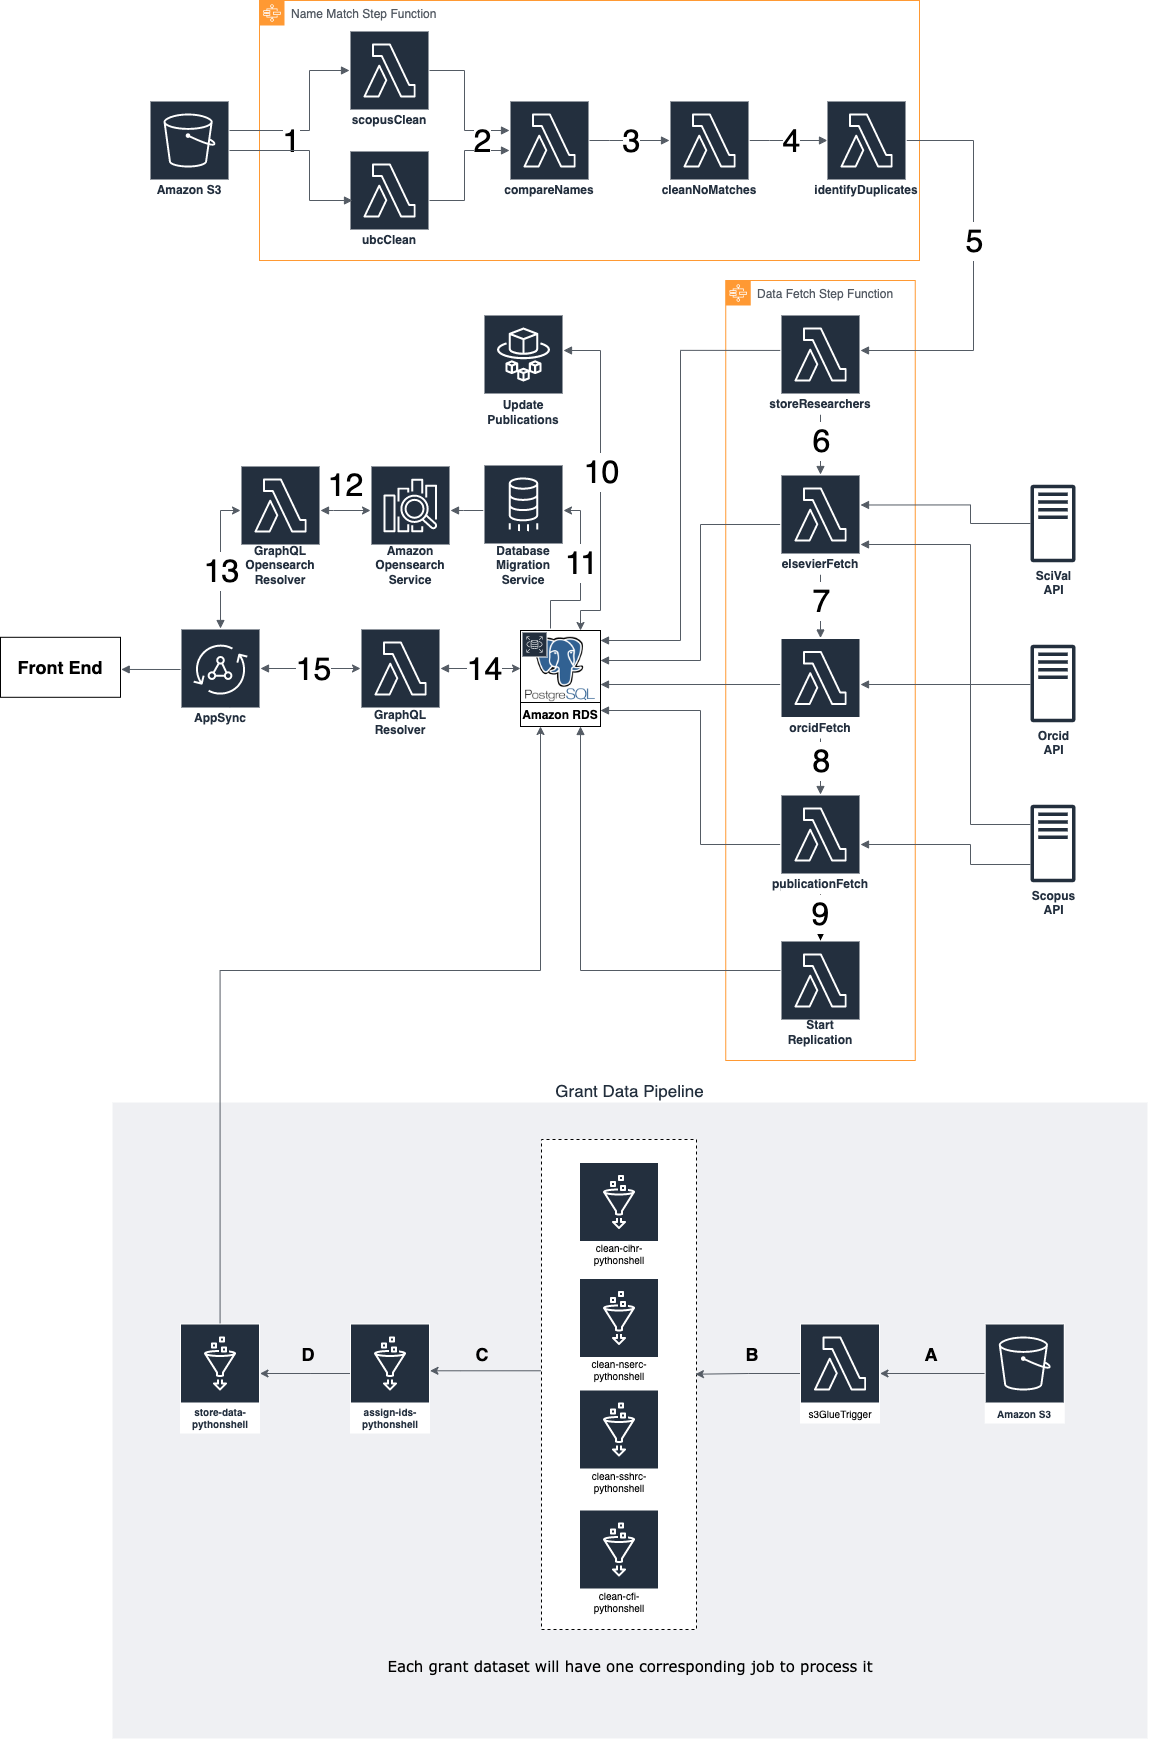 Name Match Step Function
scopusClean
1
2
3
4
Amazon S3
compareNames
cleanNoMatches
identifyDuplicates
ubcClean
5
Data Fetch Step Function
Update
Publications
storeResearchers
6
10
12
GraphQL
Opensearch
Resolver
Amazon
Opensearch
Service
Database
Migration
Service
11
13
elsevierFetch
SciVal
API
7
Front End
AppSync
15
GraphQL
Resolver
14
PostgreSQL
Amazon RDS
orcidFetch
Orcid
API
8
publicationFetch
Scopus
API
9
Start
Replication
Grant Data Pipeline
clean-cihr-
pythonshell
clean-nserc-
pythonshell
clean-sshrc-
pythonshell
clean-cfi-
pythonshell
D
C
B
A
store-data-
pythonshell
assign-ids-
pythonshell
s3GlueTrigger
Amazon S3
Each grant dataset will have one corresponding job to process it